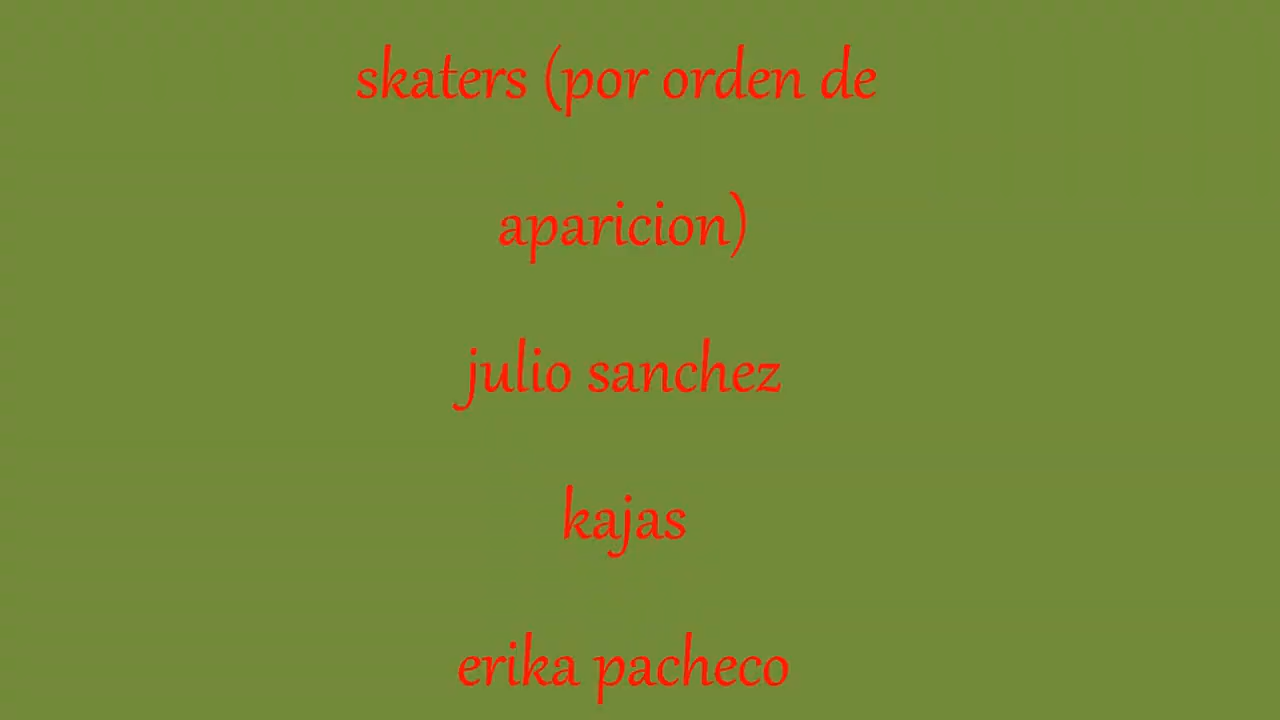 skaters (por orden de
aparicion)
julio sanchez
kajas
erika pacheco